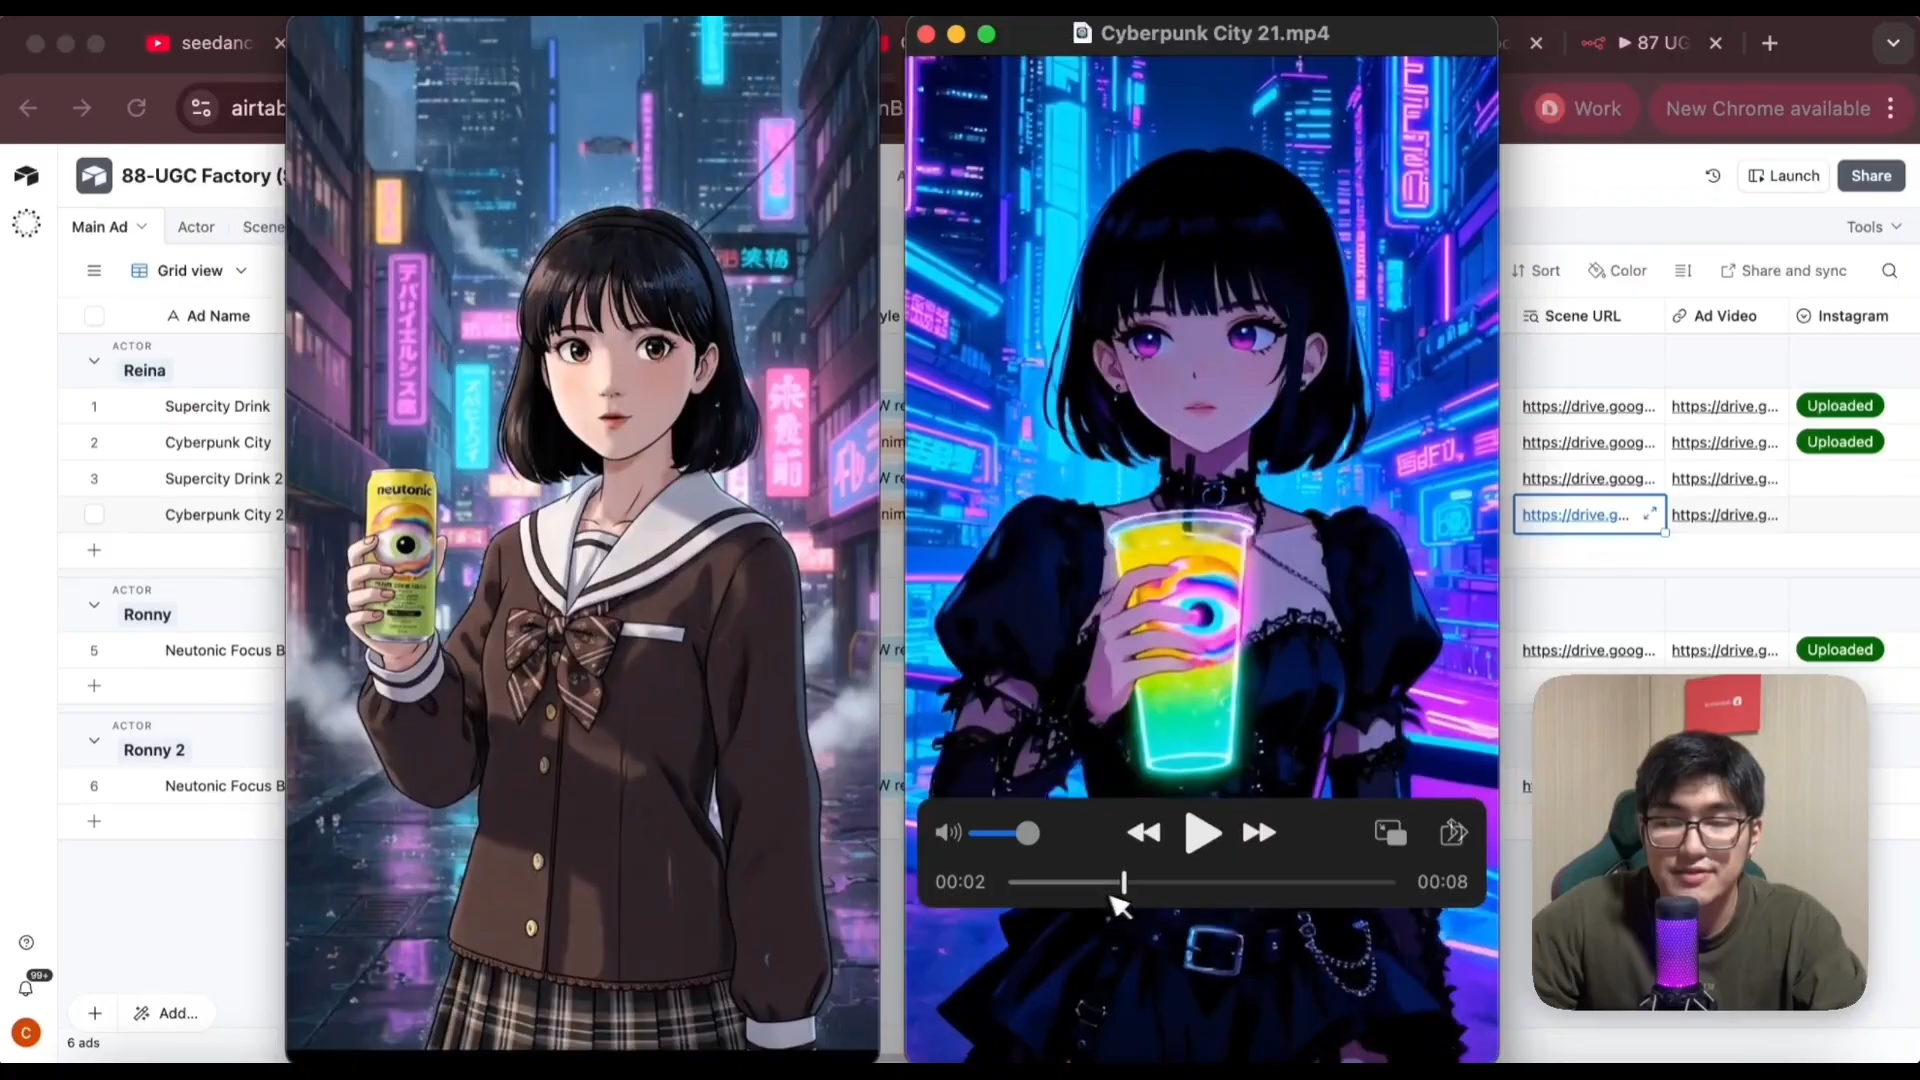 seedanc
Cyberpunk City 21.mp4
87 UG
airtab
Work
New Chrome available
88-UGC Factory (S
Launch
Share
Main Ad
Actor
Scene
Tools
Grid view
Sort
Color
Share and sync
Ad Name
Scene URL
Ad Video
Instagram
ACTOR
Reina
1
Supercity Drink
https://drive.goog...
https://drive.g...
Uploaded
2
Cyberpunk City
https://drive.goog...
https://drive.g...
Uploaded
3
Supercity Drink 2
https://drive.goog...
https://drive.g...
Cyberpunk City 2
https://drive.g...
https://drive.g...
ACTOR
Ronny
5
Neutonic Focus B
https://drive.goog...
https://drive.g...
Uploaded
ACTOR
Ronny 2
6
Neutonic Focus B
neutonic
00:02
00:08
99+
C
Add...
6 ads